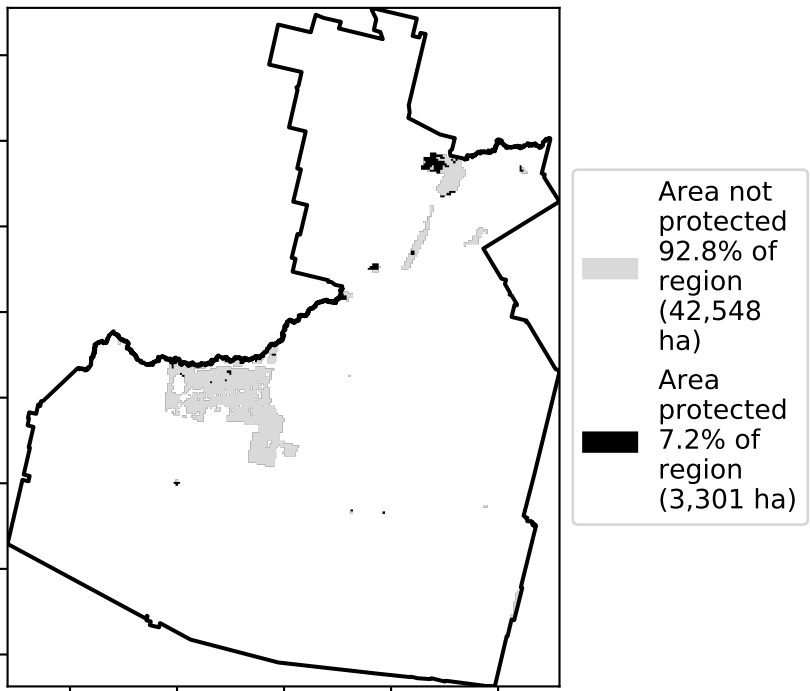 Area not
protected
92.8% of
region
(42,548
ha)
Area
protected
7.2% of
region
(3,301 ha)